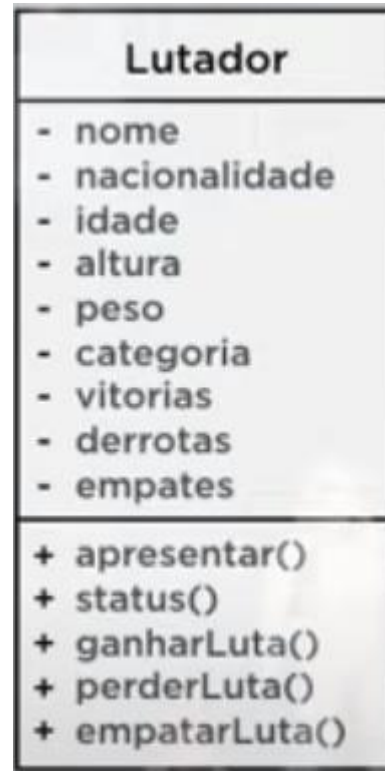 Lutador
- nome
- nacionalidade
- idade
- altura
- peso
- categoria
- vitorias
- derrotas
- empates
+ apresentar()
+ status()
+ ganharLuta()
+ perderLuta()
+ empatarLuta()